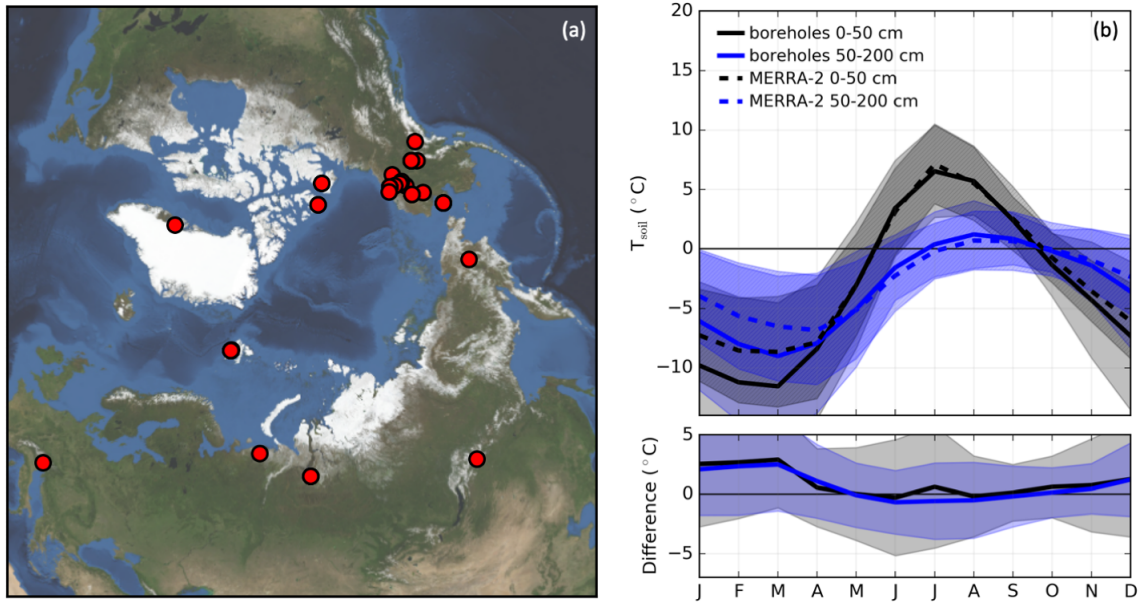 (a)
(b)
boreholes 0-50 cm
boreholes 50-200 cm
MERRA-2 0-50 cm
MERRA-2 50-200 cm
20
15
10
5
0
−5
−10
T_soil (°C)
5
0
−5
Difference (°C)
J F M A M J J A S O N D